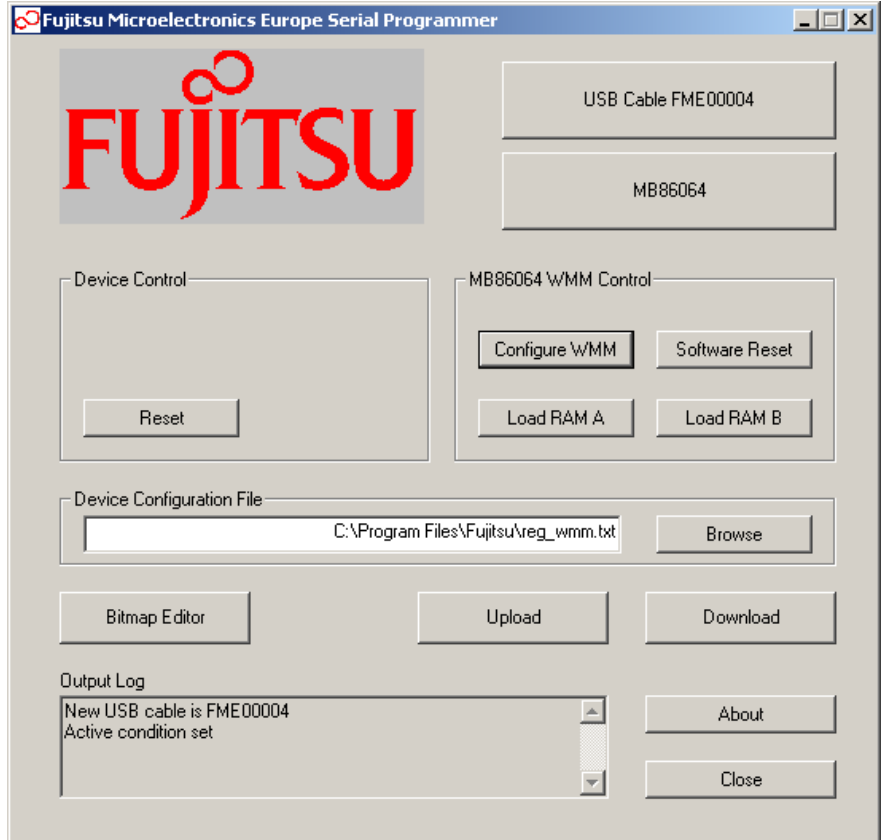 Fujitsu Microelectronics Europe Serial Programmer
FUJITSU
USB Cable FME00004
MB86064
Device Control
Reset
MB86064 WMM Control
Configure WMM
Software Reset
Load RAM A
Load RAM B
Device Configuration File
C:\Program Files\Fujitsu\reg_wmm.txt
Browse
Bitmap Editor
Upload
Download
Output Log
New USB cable is FME00004
Active condition set
About
Close